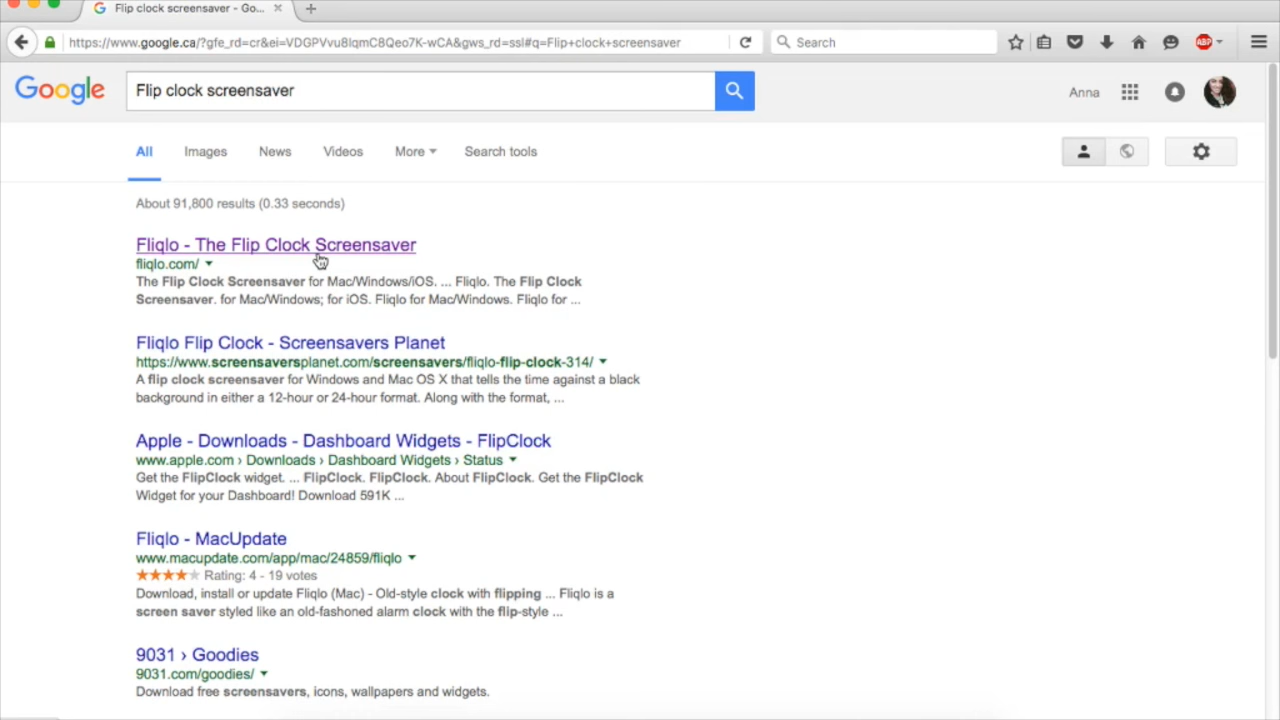 Flip clock screensaver - Go...
https://www.google.ca/?gfe_rd=cr&ei=VDGPVvu8IqmC8Qeo7K-wCA&gws_rd=ssl#q=Flip+clock+screensaver
Search
ABP
Google
Flip clock screensaver
Anna
All
Images
News
Videos
More
Search tools
About 91,800 results (0.33 seconds)
Fliqlo - The Flip Clock Screensaver
fliqlo.com/
The Flip Clock Screensaver for Mac/Windows/iOS. ... Fliqlo. The Flip Clock
Screensaver. for Mac/Windows; for iOS. Fliqlo for Mac/Windows. Fliqlo for ...
Fliqlo Flip Clock - Screensavers Planet
https://www.screensaversplanet.com/screensavers/fliqlo-flip-clock-314/
A flip clock screensaver for Windows and Mac OS X that tells the time against a black
background in either a 12-hour or 24-hour format. Along with the format, ...
Apple - Downloads - Dashboard Widgets - FlipClock
www.apple.com › Downloads › Dashboard Widgets › Status
Get the FlipClock widget. ... FlipClock. FlipClock. About FlipClock. Get the FlipClock
Widget for your Dashboard! Download 591K ...
Fliqlo - MacUpdate
www.macupdate.com/app/mac/24859/fliqlo
Rating: 4 - 19 votes
Download, install or update Fliqlo (Mac) - Old-style clock with flipping ... Fliqlo is a
screen saver styled like an old-fashoned alarm clock with the flip-style ...
9031 › Goodies
9031.com/goodies/
Download free screensavers, icons, wallpapers and widgets.